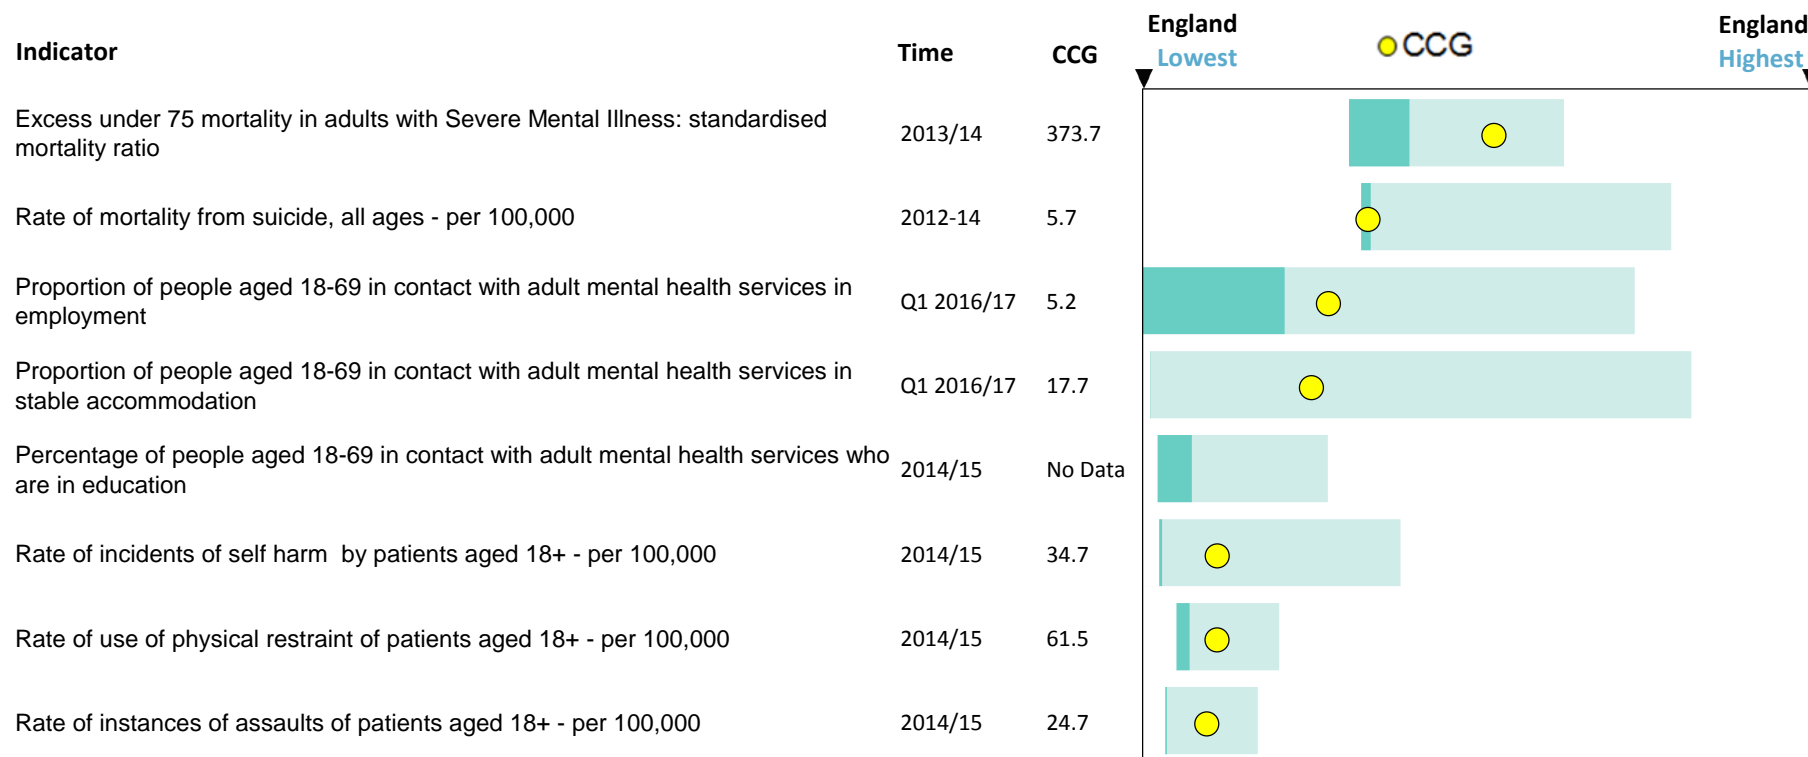 Indicator Time CCG England Lowest CCG England Highest
Excess under 75 mortality in adults with Severe Mental Illness: standardised
mortality ratio
2013/14 373.7
Rate of mortality from suicide, all ages - per 100,000 2012-14 5.7
Proportion of people aged 18-69 in contact with adult mental health services in
employment
Q1 2016/17 5.2
Proportion of people aged 18-69 in contact with adult mental health services in
stable accommodation
Q1 2016/17 17.7
Percentage of people aged 18-69 in contact with adult mental health services who
are in education
2014/15 No Data
Rate of incidents of self harm  by patients aged 18+ - per 100,000 2014/15 34.7
Rate of use of physical restraint of patients aged 18+ - per 100,000 2014/15 61.5
Rate of instances of assaults of patients aged 18+ - per 100,000 2014/15 24.7